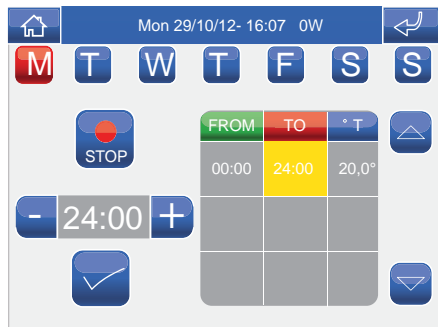 Mon 29/10/12- 16:07 0W
M T W T F S S
STOP
FROM TO ° T
00:00 24:00 20,0°
- 24:00 +